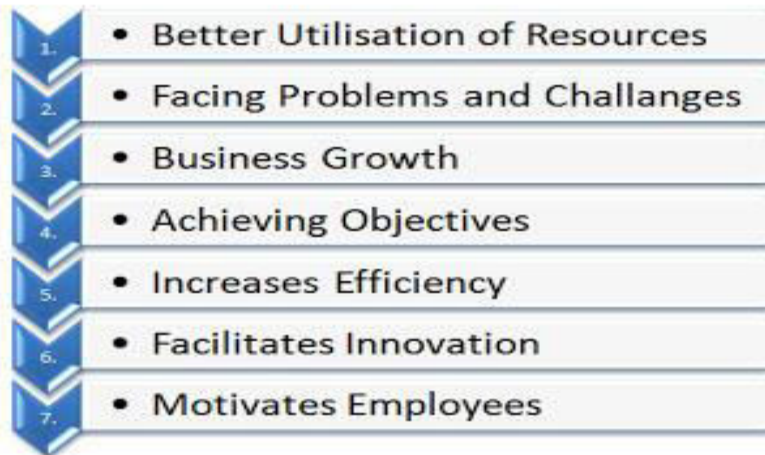 1. • Better Utilisation of Resources
2. • Facing Problems and Challanges
3. • Business Growth
4. • Achieving Objectives
5. • Increases Efficiency
6. • Facilitates Innovation
7. • Motivates Employees